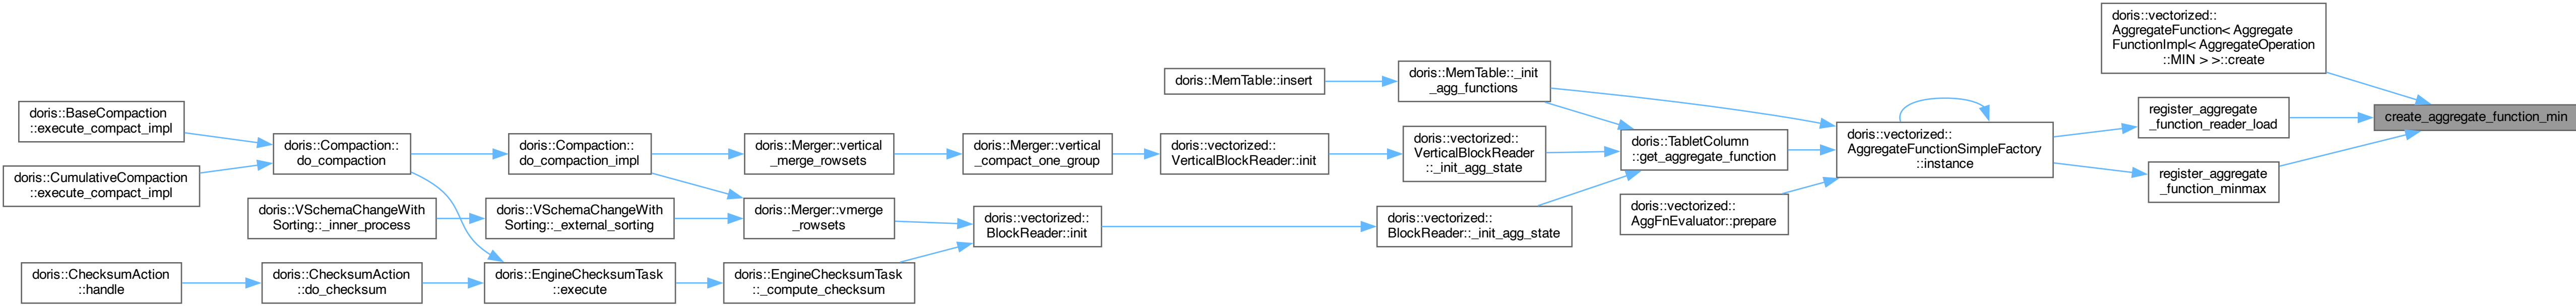 doris::BaseCompaction
::execute_compact_impl
doris::CumulativeCompaction
::execute_compact_impl
doris::ChecksumAction
::handle
doris::Compaction::
do_compaction
doris::VSchemaChangeWith
Sorting::_inner_process
doris::ChecksumAction
::do_checksum
doris::Compaction::
do_compaction_impl
doris::VSchemaChangeWith
Sorting::_external_sorting
doris::EngineChecksumTask
::execute
doris::Merger::vertical
_merge_rowsets
doris::Merger::vmerge
_rowsets
doris::EngineChecksumTask
::_compute_checksum
doris::Merger::vertical
_compact_one_group
doris::vectorized::
BlockReader::init
doris::MemTable::insert
doris::vectorized::
VerticalBlockReader::init
doris::MemTable::_init
_agg_functions
doris::vectorized::
VerticalBlockReader
::_init_agg_state
doris::vectorized::
BlockReader::_init_agg_state
doris::TabletColumn
::get_aggregate_function
doris::vectorized::
AggFnEvaluator::prepare
doris::vectorized::
AggregateFunctionSimpleFactory
::instance
doris::vectorized::
AggregateFunction< Aggregate
FunctionImpl< AggregateOperation
::MIN > >::create
register_aggregate
_function_reader_load
register_aggregate
_function_minmax
create_aggregate_function_min